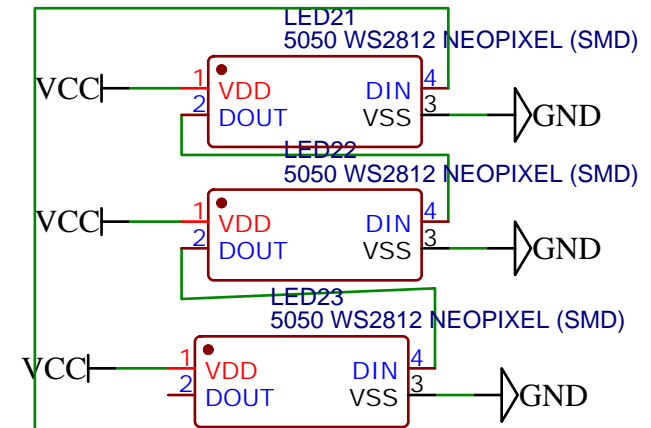 LED21
5050 WS2812 NEOPIXEL (SMD)
VCC 1 VDD DIN 4
2 DOUT VSS 3 GND
LED22
5050 WS2812 NEOPIXEL (SMD)
VCC 1 VDD DIN 4
2 DOUT VSS 3 GND
LED23
5050 WS2812 NEOPIXEL (SMD)
VCC 1 VDD DIN 4
2 DOUT VSS 3 GND